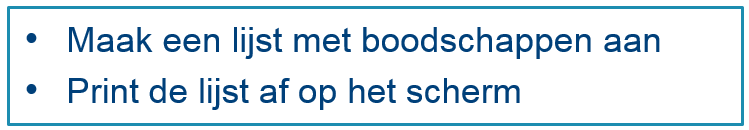 • Maak een lijst met boodschappen aan
• Print de lijst af op het scherm